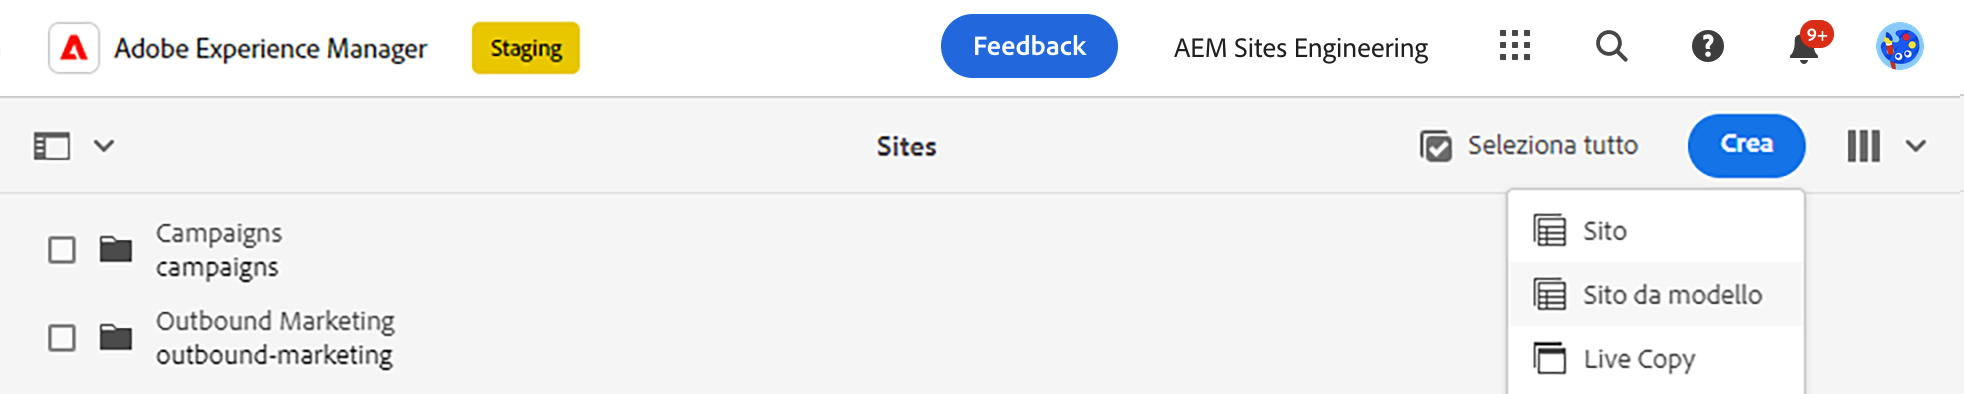 Adobe Experience Manager
Staging
Feedback
AEM Sites Engineering
9+
Sites
Seleziona tutto
Crea
Campaigns
campaigns
Outbound Marketing
outbound-marketing
Sito
Sito da modello
Live Copy